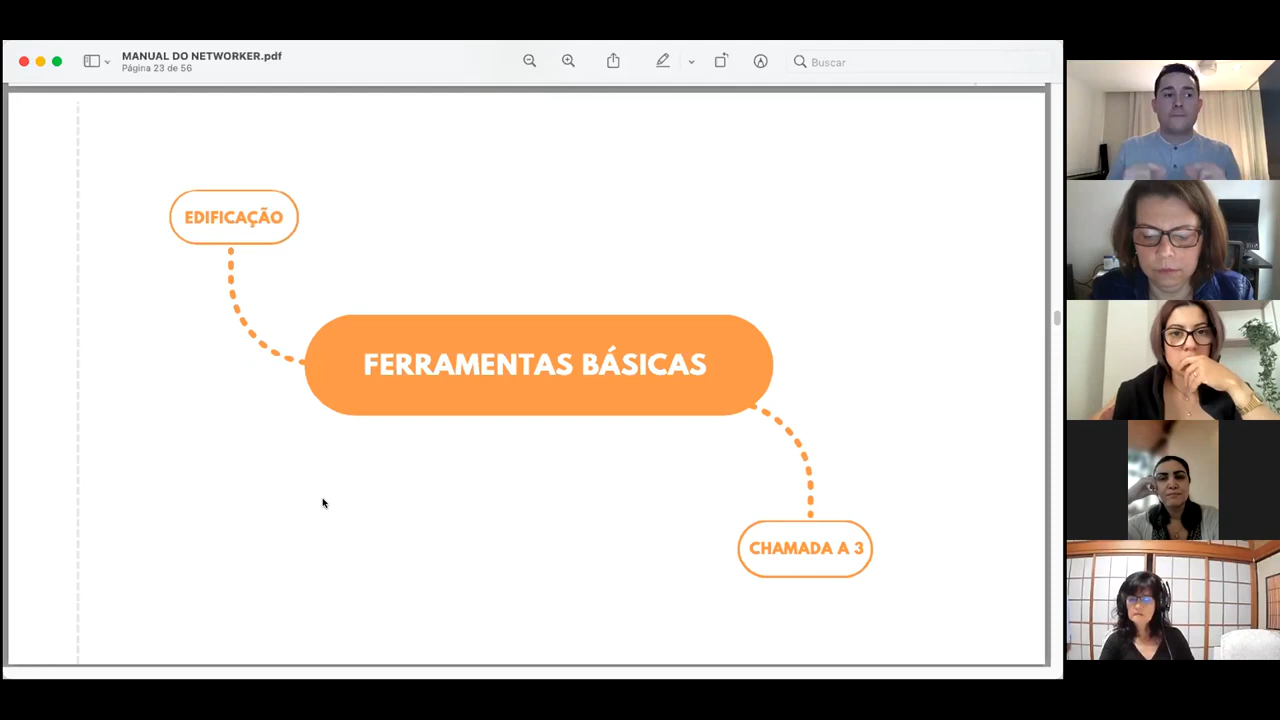 MANUAL DO NETWORKER.pdf
Página 23 de 56
Buscar
EDIFICAÇÃO
FERRAMENTAS BÁSICAS
CHAMADA A 3